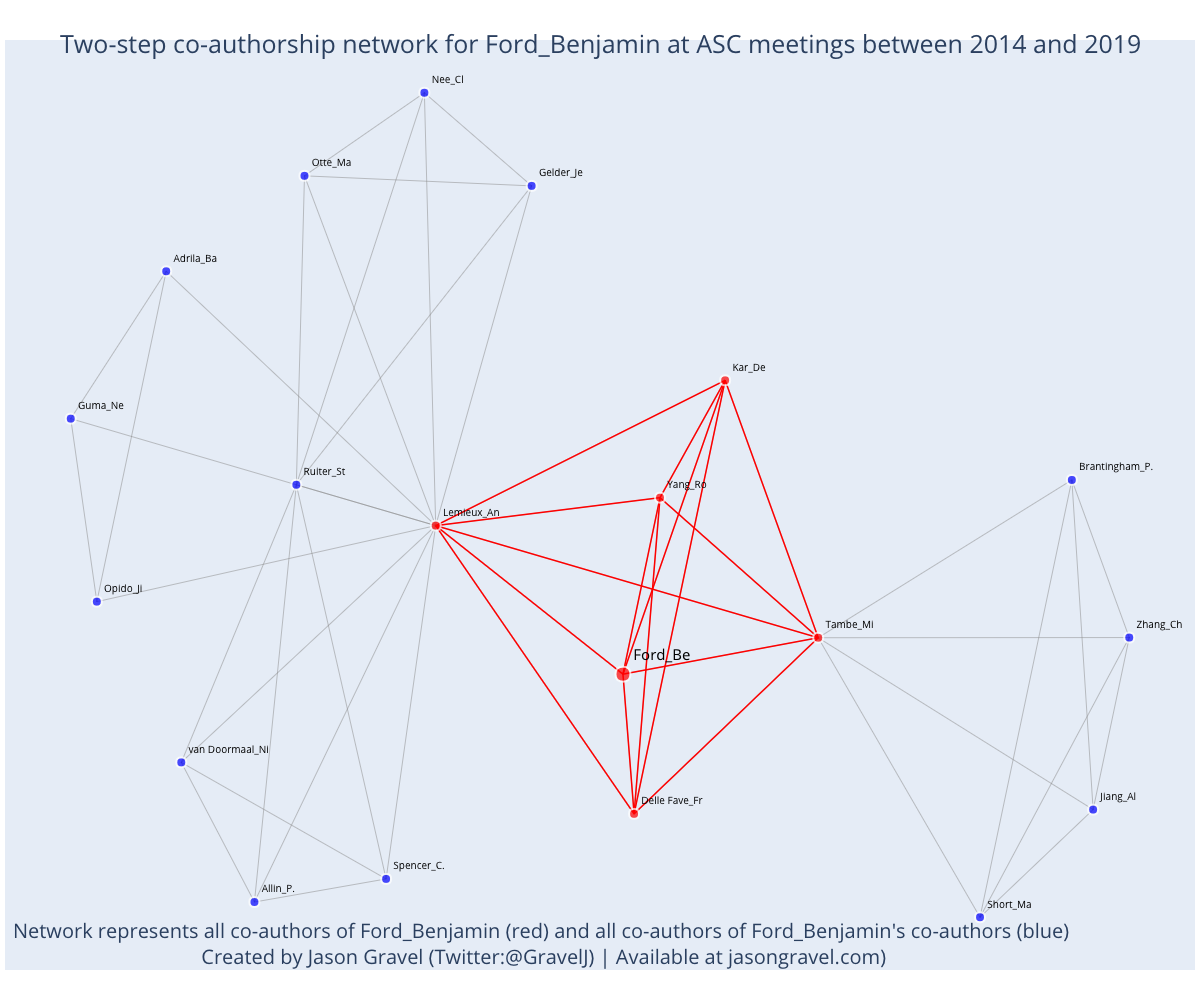 Two-step co-authorship network for Ford_Benjamin at ASC meetings between 2014 and 2019
Nee_Cl
Otte_Ma
Gelder_Je
Adrila_Ba
Kar_De
Guma_Ne
Ruiter_St
Brantingham_P.
Yang_Ro
Lemieux_An
Opido_Ji
Tambe_Mi
Zhang_Ch
Ford_Be
van Doormaal_Ni
Delle Fave_Fr
Jiang_Al
Spencer_C.
Allin_P.
Short_Ma
Network represents all co-authors of Ford_Benjamin (red) and all co-authors of Ford_Benjamin's co-authors (blue)
Created by Jason Gravel (Twitter:@GravelJ) | Available at jasongravel.com)